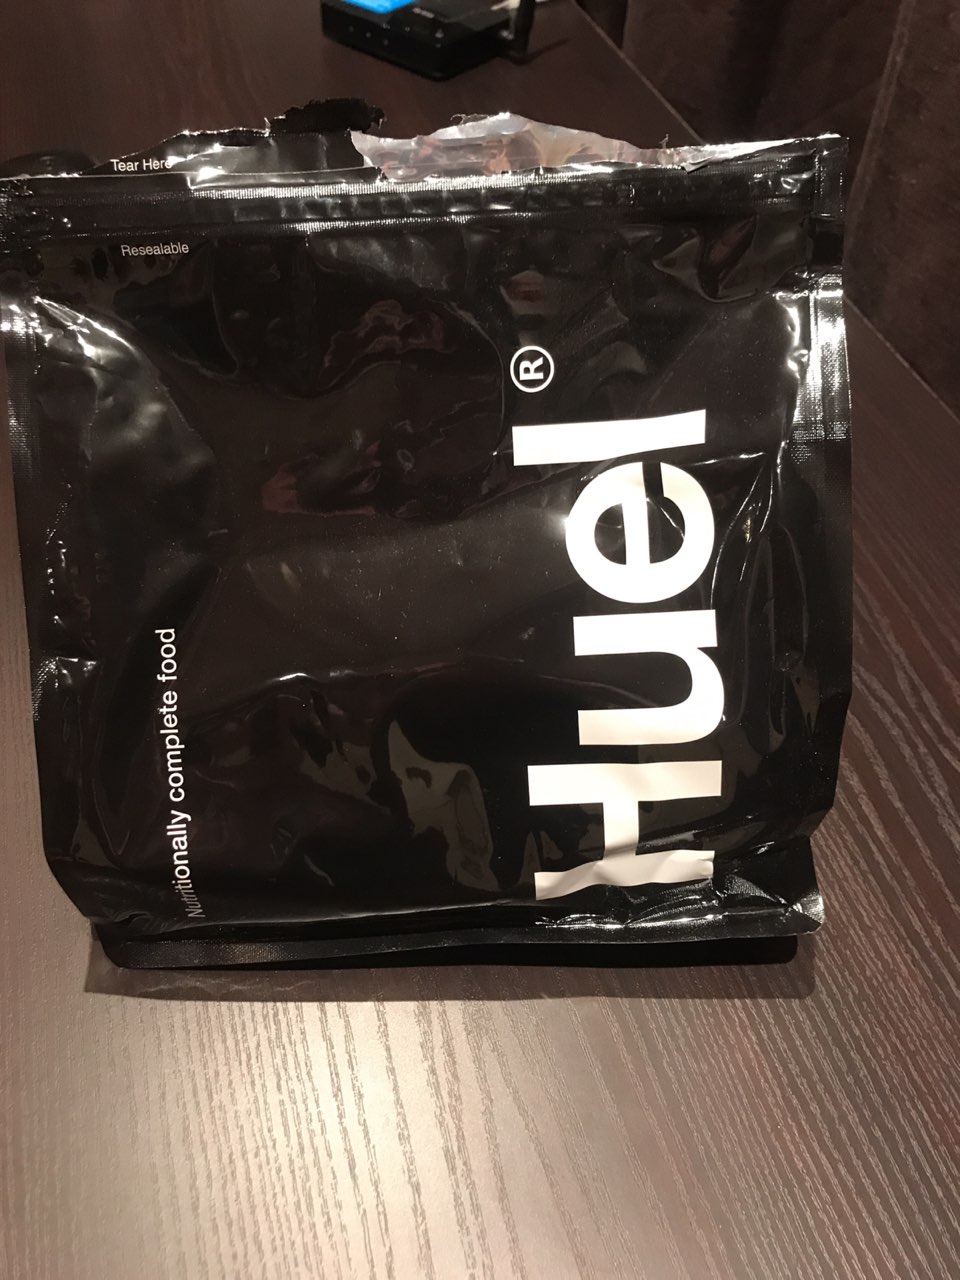 Tear Here
Resealable
Huel®
Nutritionally complete food